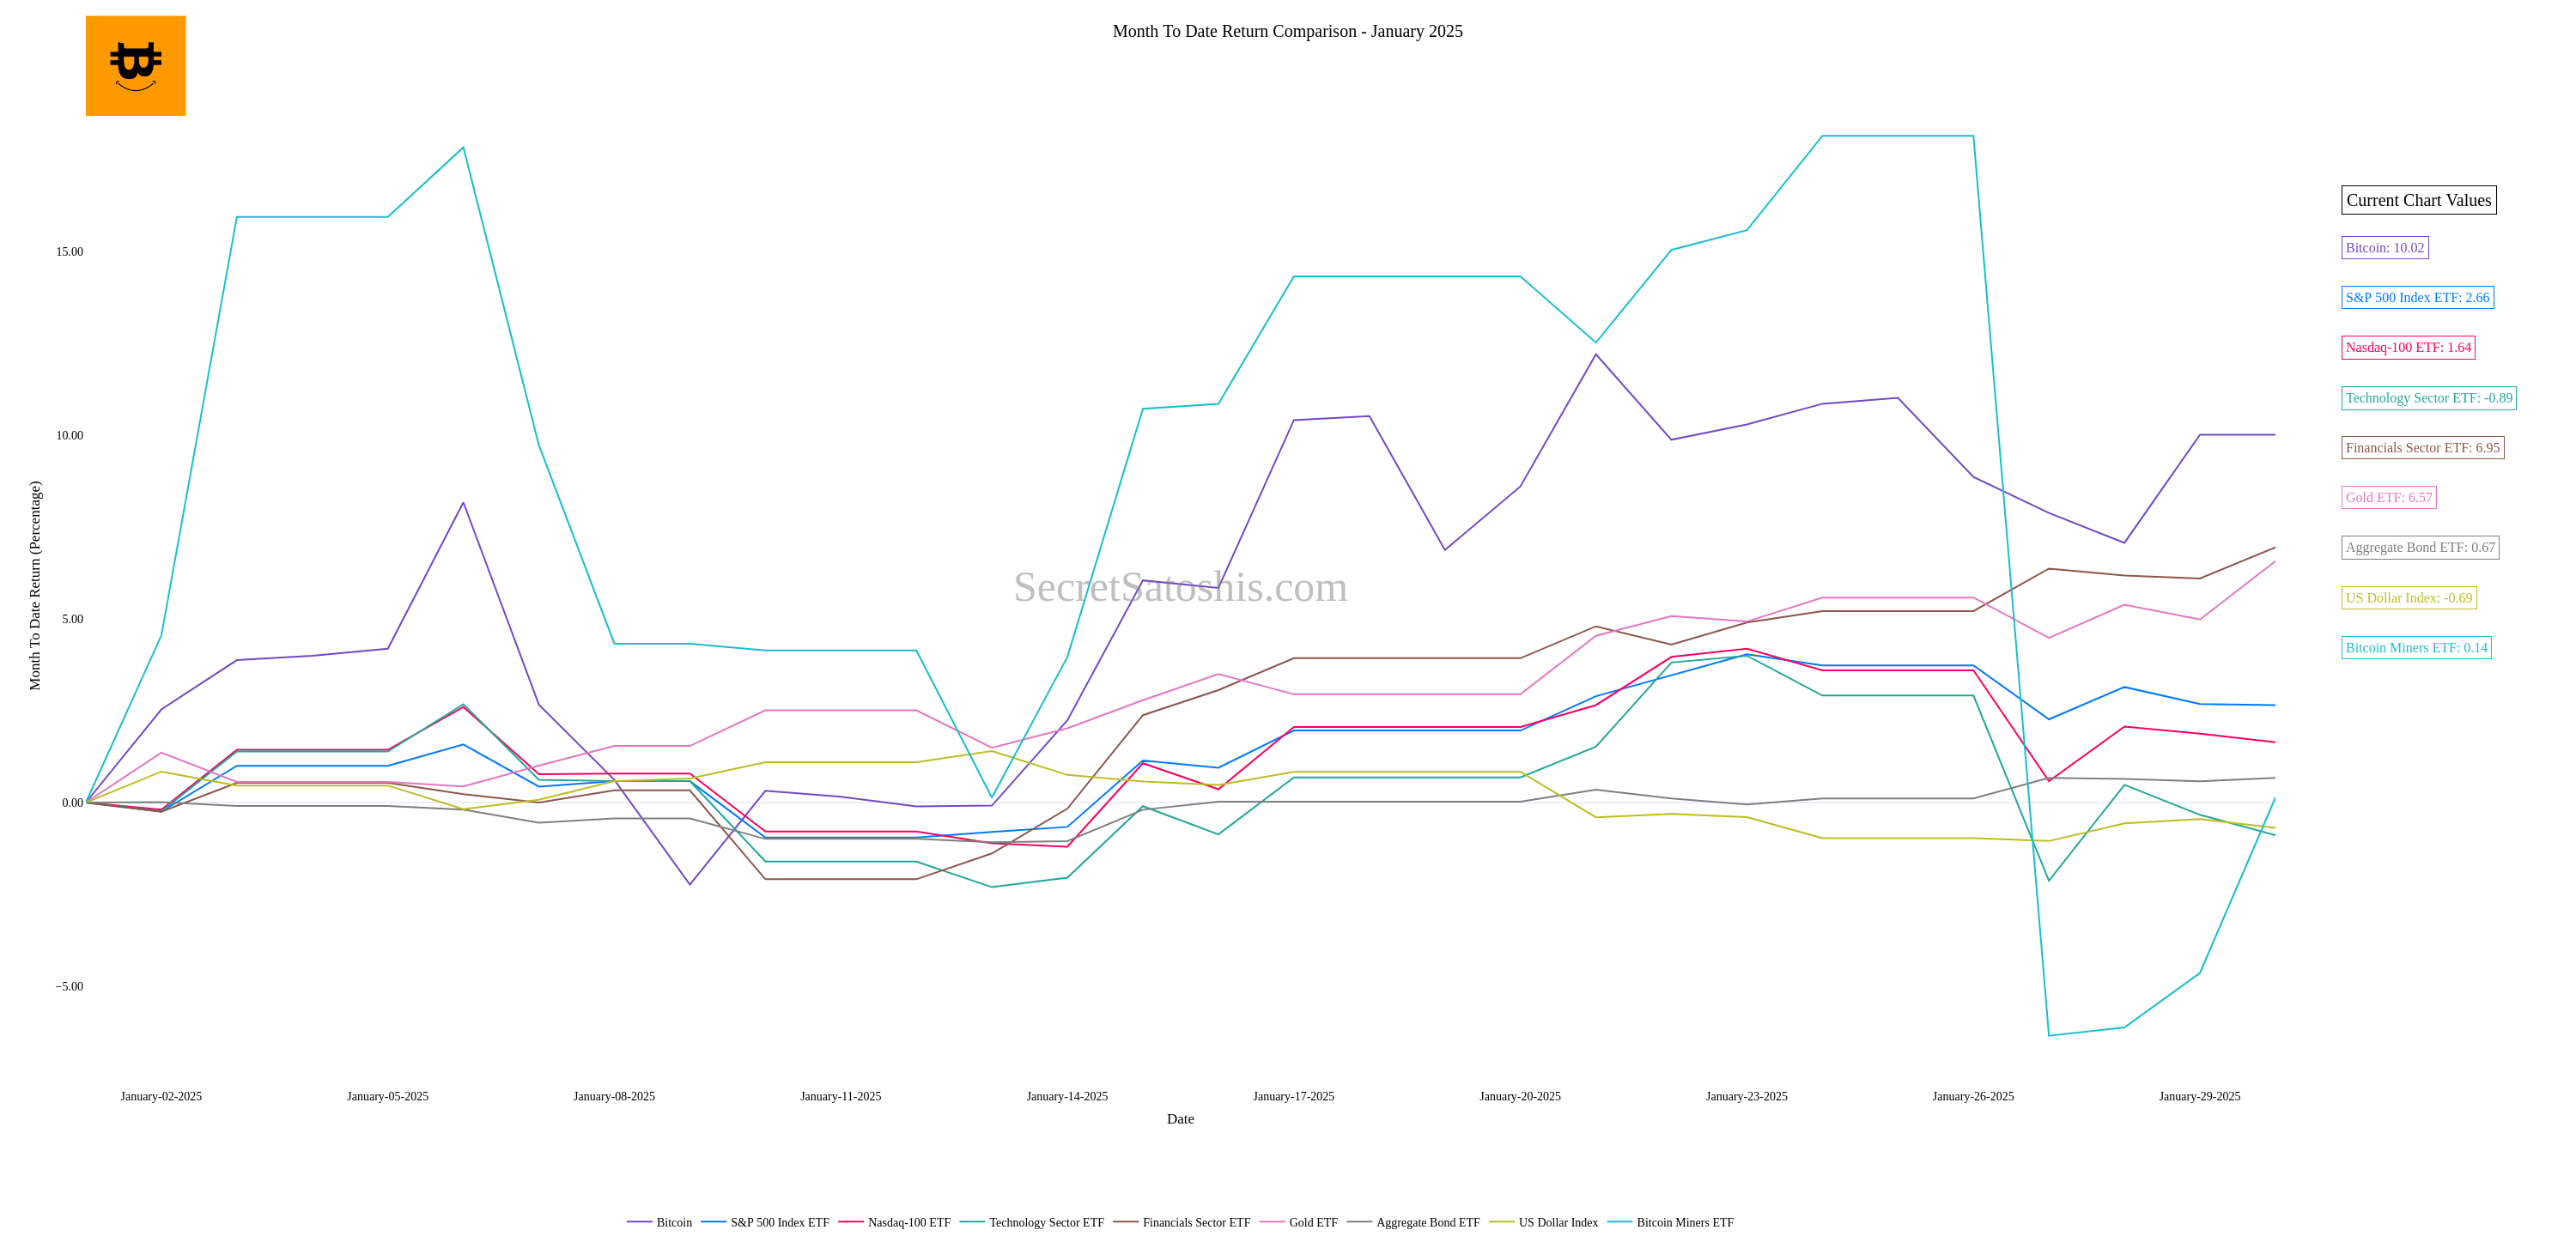 Month To Date Return Comparison - January 2025
Current Chart Values
Bitcoin: 10.02
S&P 500 Index ETF: 2.66
Nasdaq-100 ETF: 1.64
Technology Sector ETF: -0.89
Financials Sector ETF: 6.95
Gold ETF: 6.57
Aggregate Bond ETF: 0.67
US Dollar Index: -0.69
Bitcoin Miners ETF: 0.14
Month To Date Return (Percentage)
15.00
10.00
5.00
0.00
−5.00
SecretSatoshis.com
January-02-2025 January-05-2025 January-08-2025 January-11-2025 January-14-2025 January-17-2025 January-20-2025 January-23-2025 January-26-2025 January-29-2025
Date
Bitcoin S&P 500 Index ETF Nasdaq-100 ETF Technology Sector ETF Financials Sector ETF Gold ETF Aggregate Bond ETF US Dollar Index Bitcoin Miners ETF